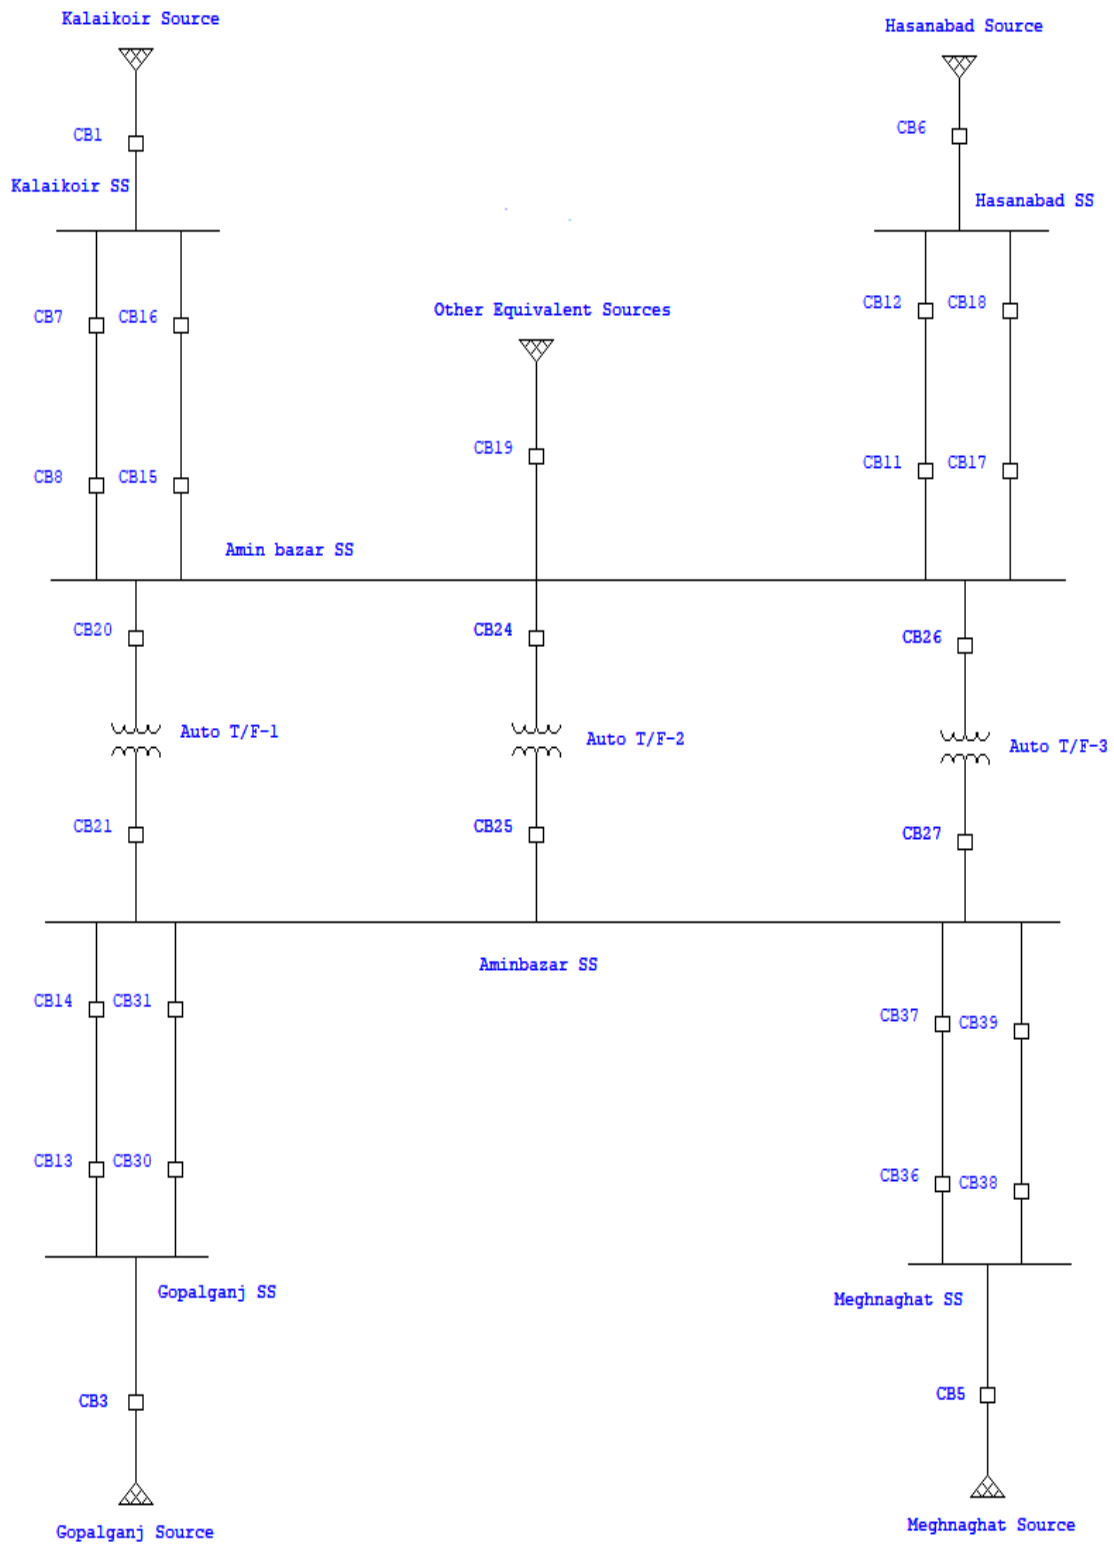 Kalaikoir Source
Hasanabad Source
CB1
CB6
Kalaikoir SS
Hasanabad SS
Other Equivalent Sources
CB12
CB18
CB7
CB16
CB19
CB11
CB17
CB8
CB15
Amin bazar SS
CB20
CB24
CB26
Auto T/F-1
Auto T/F-2
Auto T/F-3
CB21
CB25
CB27
Aminbazar SS
CB14
CB31
CB37
CB39
CB13
CB30
CB36
CB38
Gopalganj SS
Meghnaghat SS
CB3
CB5
Gopalganj Source
Meghnaghat Source